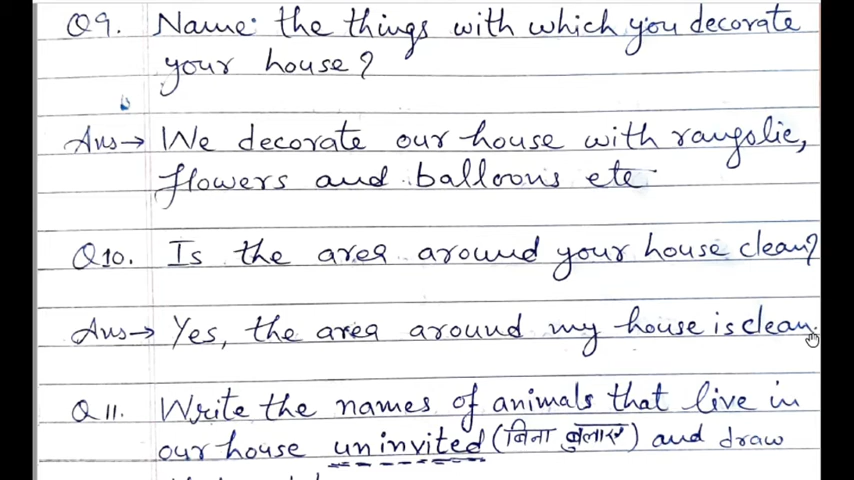 Q9. Name the things with which you decorate
your house?
Ans→ We decorate our house with rangolie,
flowers and balloons etc
Q10. Is the area around your house clean?
Ans→ Yes, the area around my house is clean.
Q11. Write the names of animals that live in
our house uninvited (बिना बुलाए) and draw